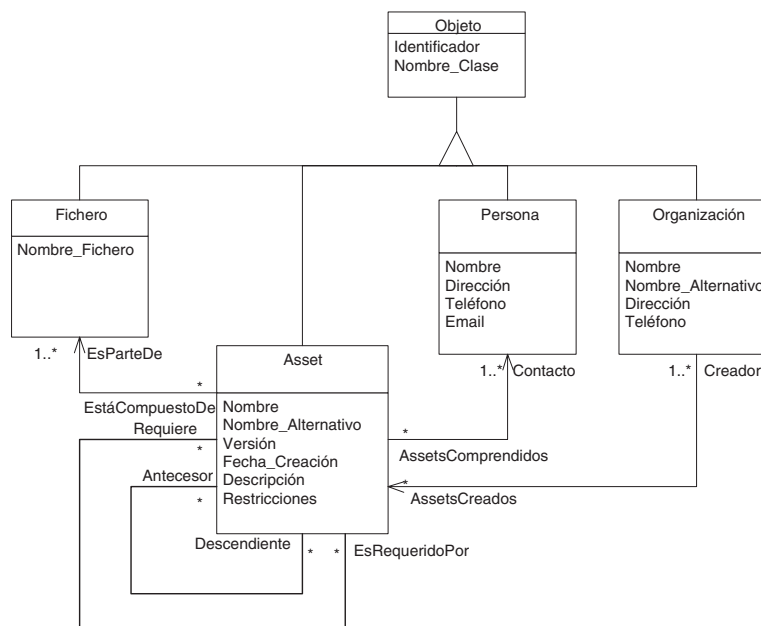 Objeto
Identificador
Nombre_Clase
Fichero
Nombre_Fichero
Persona
Nombre
Dirección
Teléfono
Email
Organización
Nombre
Nombre_Alternativo
Dirección
Teléfono
1..* EsParteDe
1..* Contacto
1..* Creador
Asset
Nombre
Nombre_Alternativo
Versión
Fecha_Creación
Descripción
Restricciones
*
EstáCompuestoDe
Requiere
*
Antecesor
*
Descendiente
*
* EsRequeridoPor
*
AssetsComprendidos
*
AssetsCreados